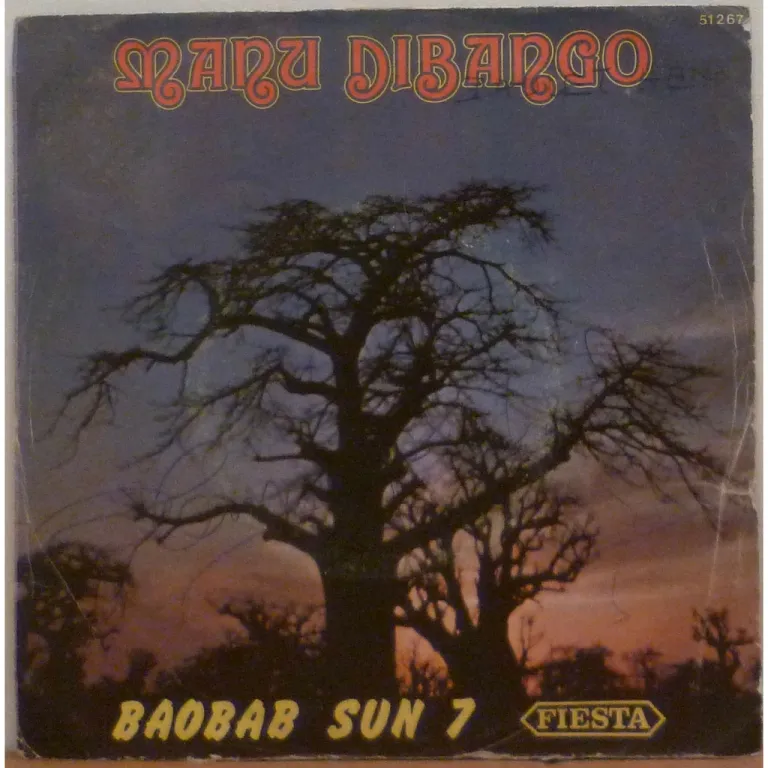 51267
MANU DIBANGO
BAOBAB SUN 7
FIESTA